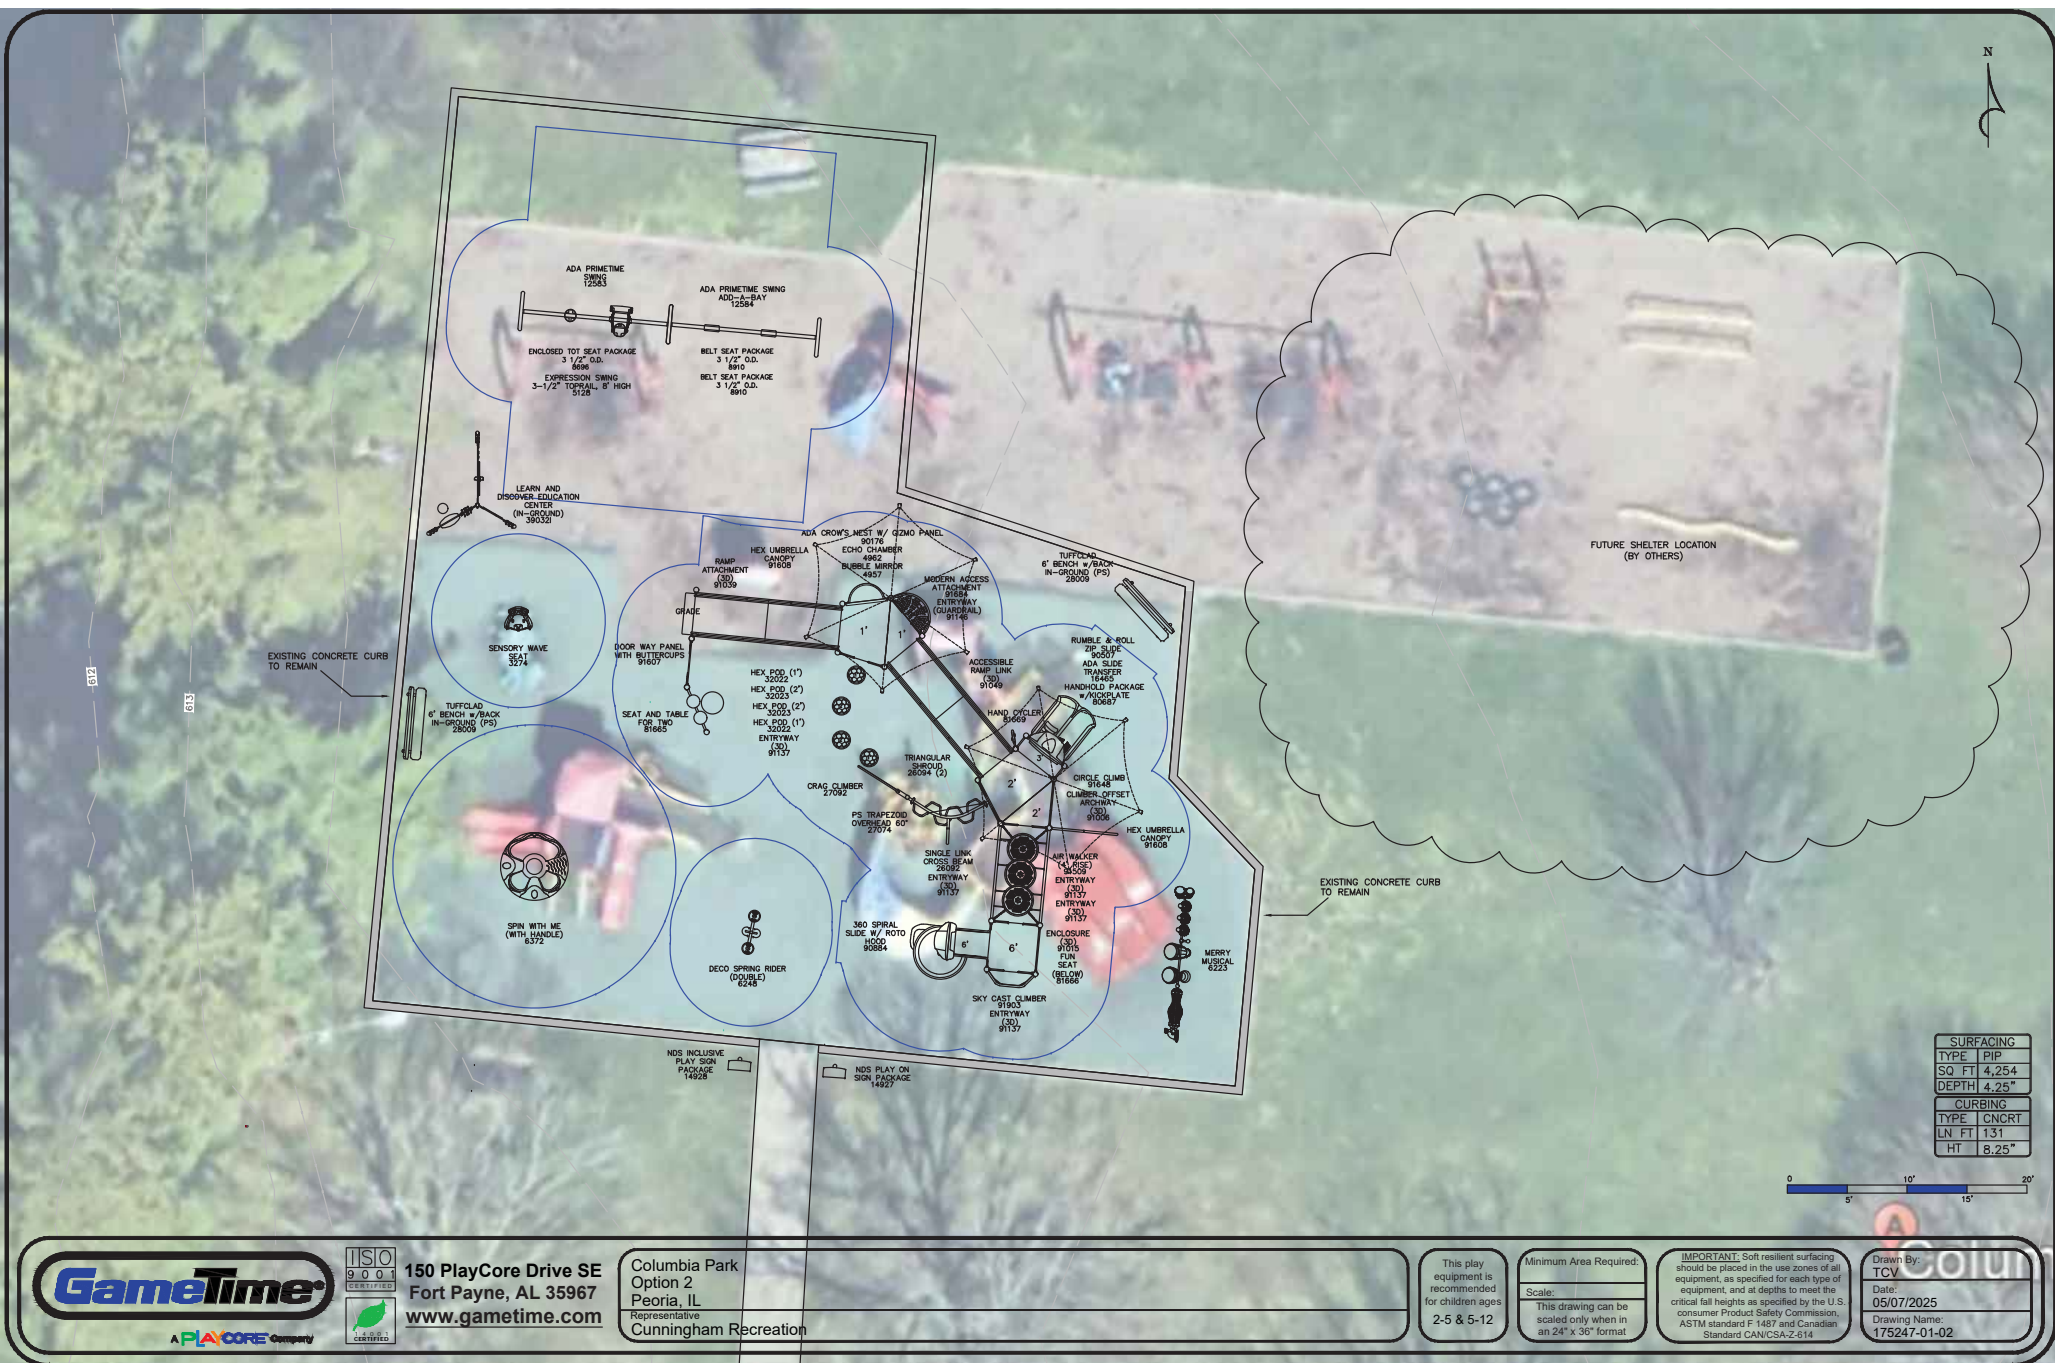 N
ADA PRIMETIME
SWING
12583
ADA PRIMETIME SWING
ADD-A-BAY
12584
ENCLOSED TOT SEAT PACKAGE
3 1/2" O.D.
8696
EXPRESSION SWING
3-1/2" TOPRAIL, 8' HIGH
5128
BELT SEAT PACKAGE
3 1/2" O.D.
8910
BELT SEAT PACKAGE
3 1/2" O.D.
8910
LEARN AND
DISCOVER EDUCATION
CENTER
(IN-GROUND)
39032I
ADA CROW'S NEST W/ GIZMO PANEL
90176
ECHO CHAMBER
4962
BUBBLE MIRROR
4957
HEX UMBRELLA
CANOPY
91608
RAMP
ATTACHMENT
(3D)
91039
GRADE
MODERN ACCESS
ATTACHMENT
91684
ENTRYWAY
(GUARDRAIL)
91146
TUFFCLAD
6' BENCH w/BACK
IN-GROUND (PS)
28009
FUTURE SHELTER LOCATION
(BY OTHERS)
1'
1'
SENSORY WAVE
SEAT
3274
DOOR WAY PANEL
WITH BUTTERCUPS
91607
EXISTING CONCRETE CURB
TO REMAIN
612
613
TUFFCLAD
6' BENCH w/BACK
IN-GROUND (PS)
28009
SEAT AND TABLE
FOR TWO
81665
HEX POD (1')
32022
HEX POD (2')
32023
HEX POD (2')
32023
HEX POD (1')
32022
ENTRYWAY
(3D)
91137
ACCESSIBLE
RAMP LINK
(3D)
91049
RUMBLE & ROLL
ZIP SLIDE
90507
ADA SLIDE
TRANSFER
16465
HANDHOLD PACKAGE
w/KICKPLATE
80687
HAND CYCLER
81669
3'
2'
2'
TRIANGULAR
SHROUD
26094 (2)
CRAG CLIMBER
27092
PS TRAPEZOID
OVERHEAD 60"
27074
CIRCLE CLIMB
91648
CLIMBER OFFSET
ARCHWAY
(3D)
91006
HEX UMBRELLA
CANOPY
91608
SINGLE LINK
CROSS BEAM
26092
ENTRYWAY
(3D)
91137
AIR WALKER
(4' RISE)
ENTRYWAY
(3D)
91137
ENTRYWAY
(3D)
91137
EXISTING CONCRETE CURB
TO REMAIN
SPIN WITH ME
(WITH HANDLE)
6372
360 SPIRAL
SLIDE W/ ROTO
HOOD
90884
6'
6'
ENCLOSURE
(3D)
91015
FUN
SEAT
(BELOW)
81666
MERRY
MUSICAL
6223
DECO SPRING RIDER
(DOUBLE)
6248
SKY CAST CLIMBER
91903
ENTRYWAY
(3D)
91137
NDS INCLUSIVE
PLAY SIGN
PACKAGE
14928
NDS PLAY ON
SIGN PACKAGE
14927
SURFACING
TYPE PIP
SQ FT 4,254
DEPTH 4.25"
CURBING
TYPE CNCRT
LN FT 131
HT 8.25"
0 10' 20'
5' 15'
A
Colum
GameTime®
A PLAYCORE Company
ISO
9001
CERTIFIED
14001
CERTIFIED
150 PlayCore Drive SE
Fort Payne, AL 35967
www.gametime.com
Columbia Park
Option 2
Peoria, IL
Representative
Cunningham Recreation
This play
equipment is
recommended
for children ages
2-5 & 5-12
Minimum Area Required:
Scale:
This drawing can be
scaled only when in
an 24" x 36" format
IMPORTANT: Soft resilient surfacing
should be placed in the use zones of all
equipment, as specified for each type of
equipment, and at depths to meet the
critical fall heights as specified by the U.S.
consumer Product Safety Commission,
ASTM standard F 1487 and Canadian
Standard CAN/CSA-Z-614
Drawn By:
TCV
Date:
05/07/2025
Drawing Name:
175247-01-02